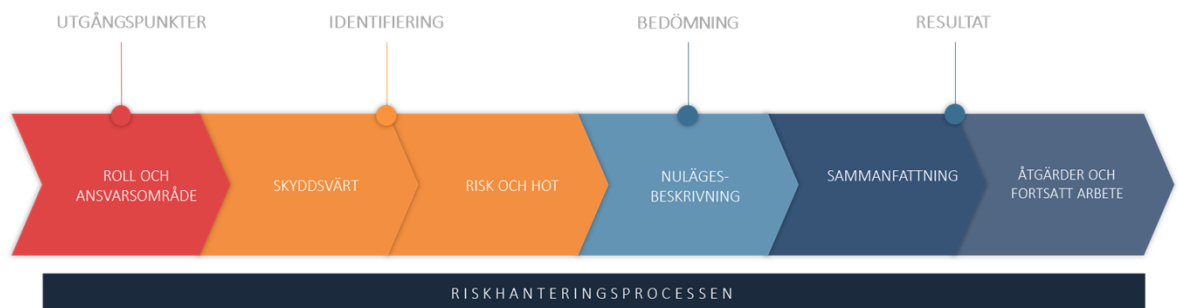 UTGÅNGSPUNKTER
IDENTIFIERING
BEDÖMNING
RESULTAT
ROLL OCH
ANSVARSOMRÅDE
SKYDDSVÄRT
RISK OCH HOT
NULÄGES-
BESKRIVNING
SAMMANFATTNING
ÅTGÄRDER OCH
FORTSATT ARBETE
RISKHANTERINGSPROCESSEN